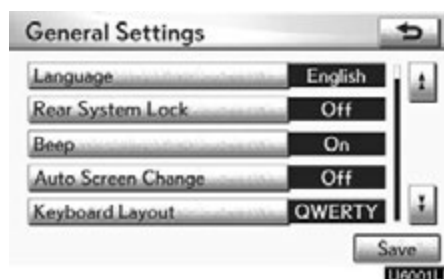 General Settings
Language English
Rear System Lock Off
Beep On
Auto Screen Change Off
Keyboard Layout QWERTY
Save